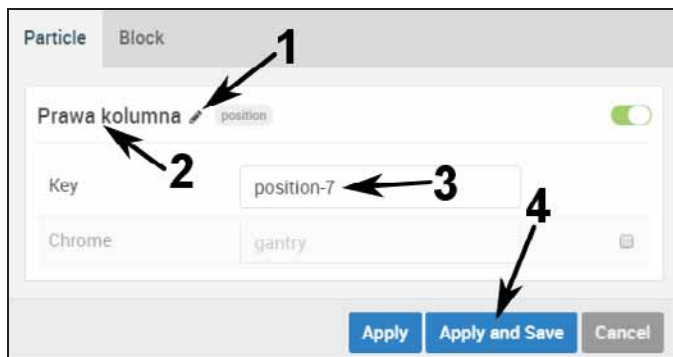 Particle Block
1
Prawa kolumna position
2
Key position-7 3
4
Chrome gantry
Apply Apply and Save Cancel